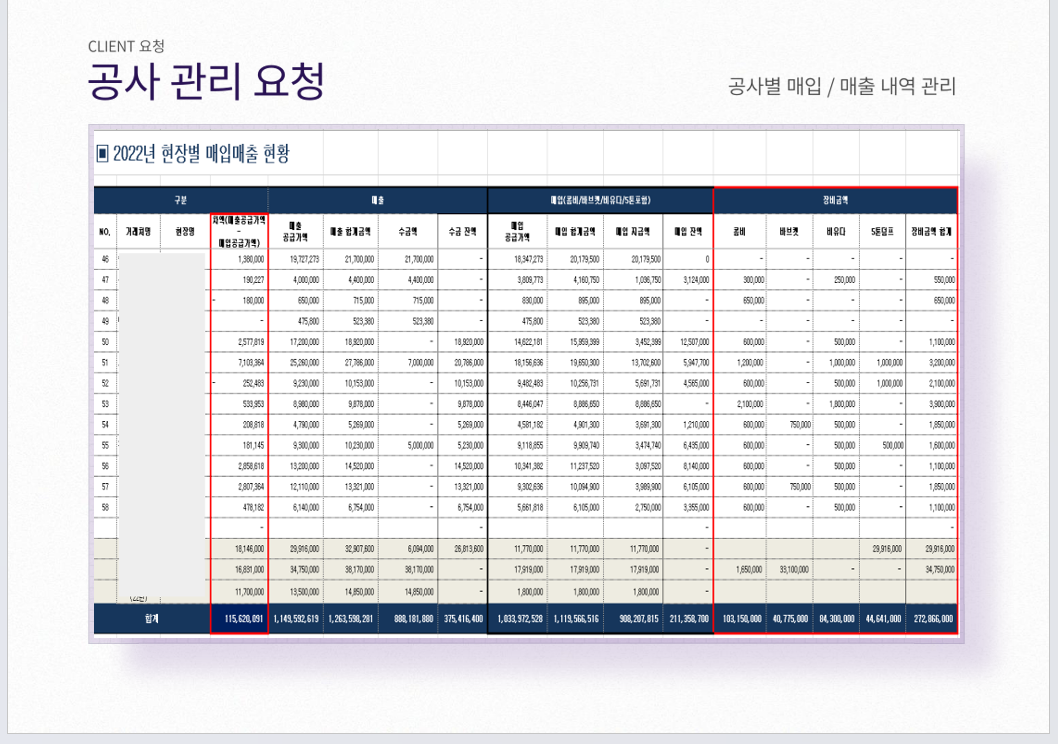 CLIENT 요청
공사 관리 요청
공사별 매입 / 매출 내역 관리
▣ 2022년 현장별 매입매출 현황
구분 매출 매입(롤비/바브켓/비유다/5톤포함) 장비금액
NO. 거래처명 현장명 차액(매출공급가액 - 매입공급가액) 매출 공급가액 매출 합계금액 수금액 수금 잔액 매입 공급가액 매입 합계금액 매입 지급액 매입 잔액 롤비 바브켓 비유다 5톤덤프 장비금액 합계
46 1,380,000 19,727,273 21,700,000 21,700,000 - 18,347,273 20,179,500 20,179,500 0 - - - - -
47 190,227 4,000,000 4,400,000 4,400,000 - 3,809,773 4,160,750 1,036,750 3,124,000 300,000 - 250,000 - 550,000
48 - 180,000 650,000 715,000 715,000 - 830,000 895,000 895,000 - 650,000 - - - 650,000
49 - 475,800 523,380 523,380 - 475,800 523,380 523,380 - - - - - -
50 2,577,819 17,200,000 18,920,000 - 18,920,000 14,622,181 15,959,399 3,452,399 12,507,000 600,000 - 500,000 - 1,100,000
51 7,103,364 25,260,000 27,786,000 7,000,000 20,786,000 18,156,636 19,650,300 13,702,600 5,947,700 1,200,000 - 1,000,000 1,000,000 3,200,000
52 - 252,483 9,230,000 10,153,000 - 10,153,000 9,482,483 10,256,731 5,691,731 4,565,000 600,000 - 500,000 1,000,000 2,100,000
53 533,953 8,980,000 9,878,000 - 9,878,000 8,446,047 8,886,650 8,886,650 - 2,100,000 - 1,800,000 - 3,900,000
54 208,818 4,790,000 5,269,000 - 5,269,000 4,581,182 4,901,300 3,691,300 1,210,000 600,000 750,000 500,000 - 1,850,000
55 181,145 9,300,000 10,230,000 5,000,000 5,230,000 9,118,855 9,909,740 3,474,740 6,435,000 600,000 - 500,000 500,000 1,600,000
56 2,858,618 13,200,000 14,520,000 - 14,520,000 10,341,382 11,237,520 3,097,520 8,140,000 600,000 - 500,000 - 1,100,000
57 2,807,364 12,110,000 13,321,000 - 13,321,000 9,302,636 10,094,900 3,989,900 6,105,000 600,000 750,000 500,000 - 1,850,000
58 478,182 6,140,000 6,754,000 - 6,754,000 5,661,818 6,105,000 2,750,000 3,355,000 600,000 - 500,000 - 1,100,000
- - - -
18,146,000 29,916,000 32,907,600 6,094,000 26,813,600 11,770,000 11,770,000 11,770,000 - 29,916,000 29,916,000
16,831,000 34,750,000 38,170,000 38,170,000 - 17,919,000 17,919,000 17,919,000 - 1,650,000 33,100,000 - - 34,750,000
11,700,000 13,500,000 14,850,000 14,850,000 1,800,000 1,800,000 1,800,000 -
합계 115,620,091 1,149,592,619 1,263,598,281 888,181,880 375,416,400 1,033,972,528 1,119,566,516 908,207,815 211,358,700 103,150,000 40,775,000 84,300,000 44,641,000 272,866,000